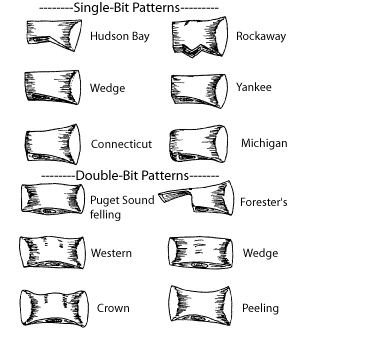 --------Single-Bit Patterns---------
Hudson Bay
Rockaway
Wedge
Yankee
Connecticut
Michigan
--------Double-Bit Patterns-------
Puget Sound
felling
Forester's
Western
Wedge
Crown
Peeling